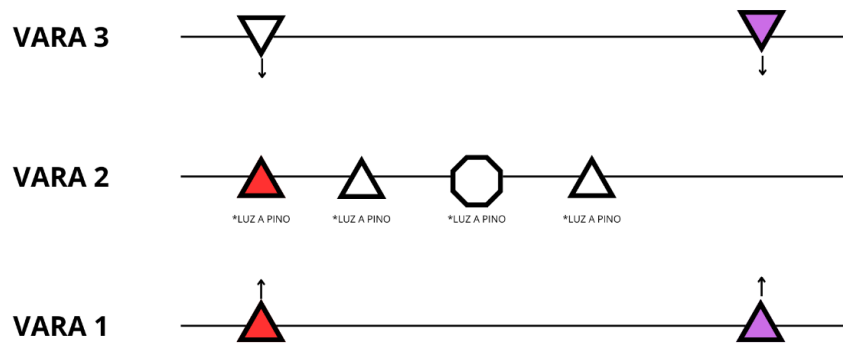 VARA 3
VARA 2
*LUZ A PINO *LUZ A PINO *LUZ A PINO *LUZ A PINO
VARA 1